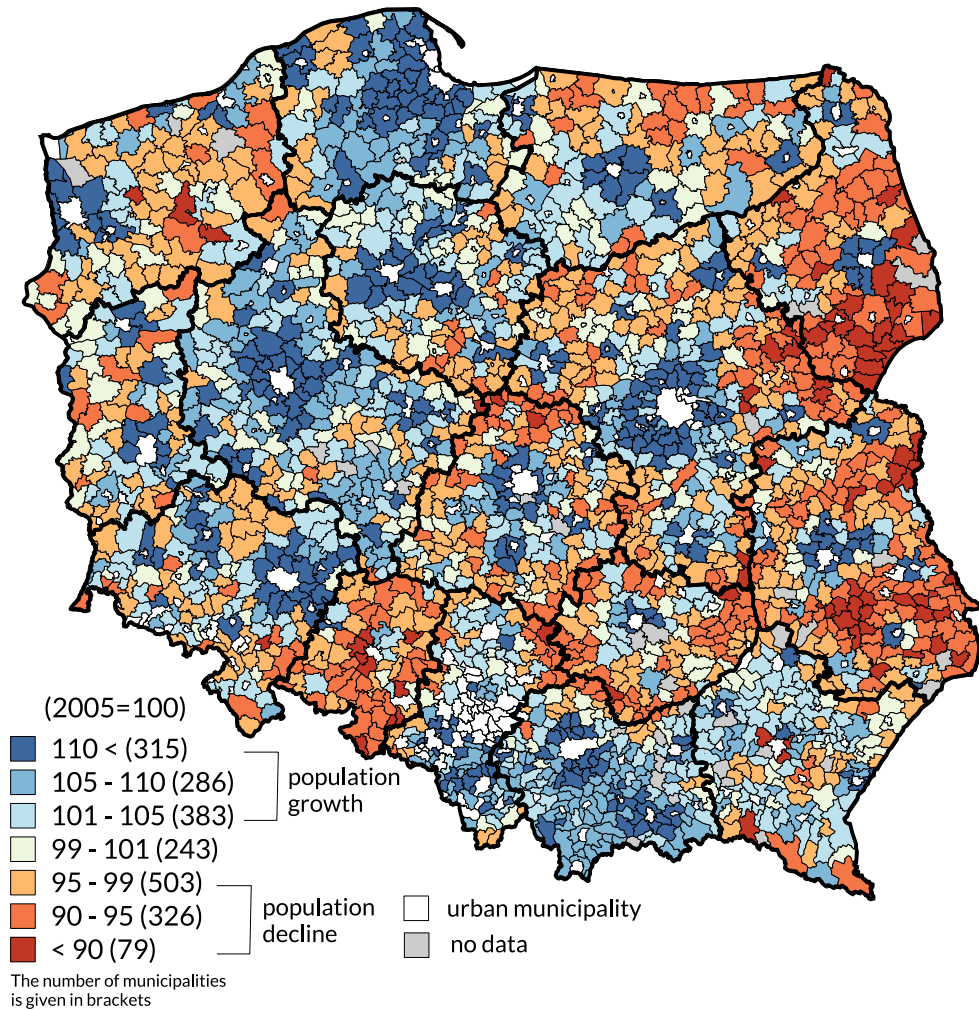 (2005=100)
110 < (315)
105 - 110 (286)
101 - 105 (383)
99 - 101 (243)
95 - 99 (503)
90 - 95 (326)
< 90 (79)
population
growth
population
decline
urban municipality
no data
The number of municipalities
is given in brackets